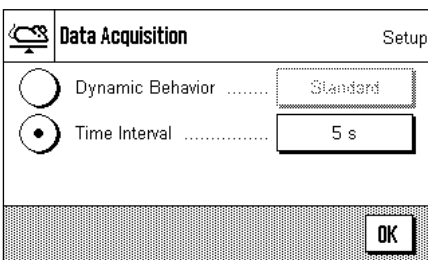 Data Acquisition Setup
Dynamic Behavior ........ Standard
Time Interval ................ 5 s
OK